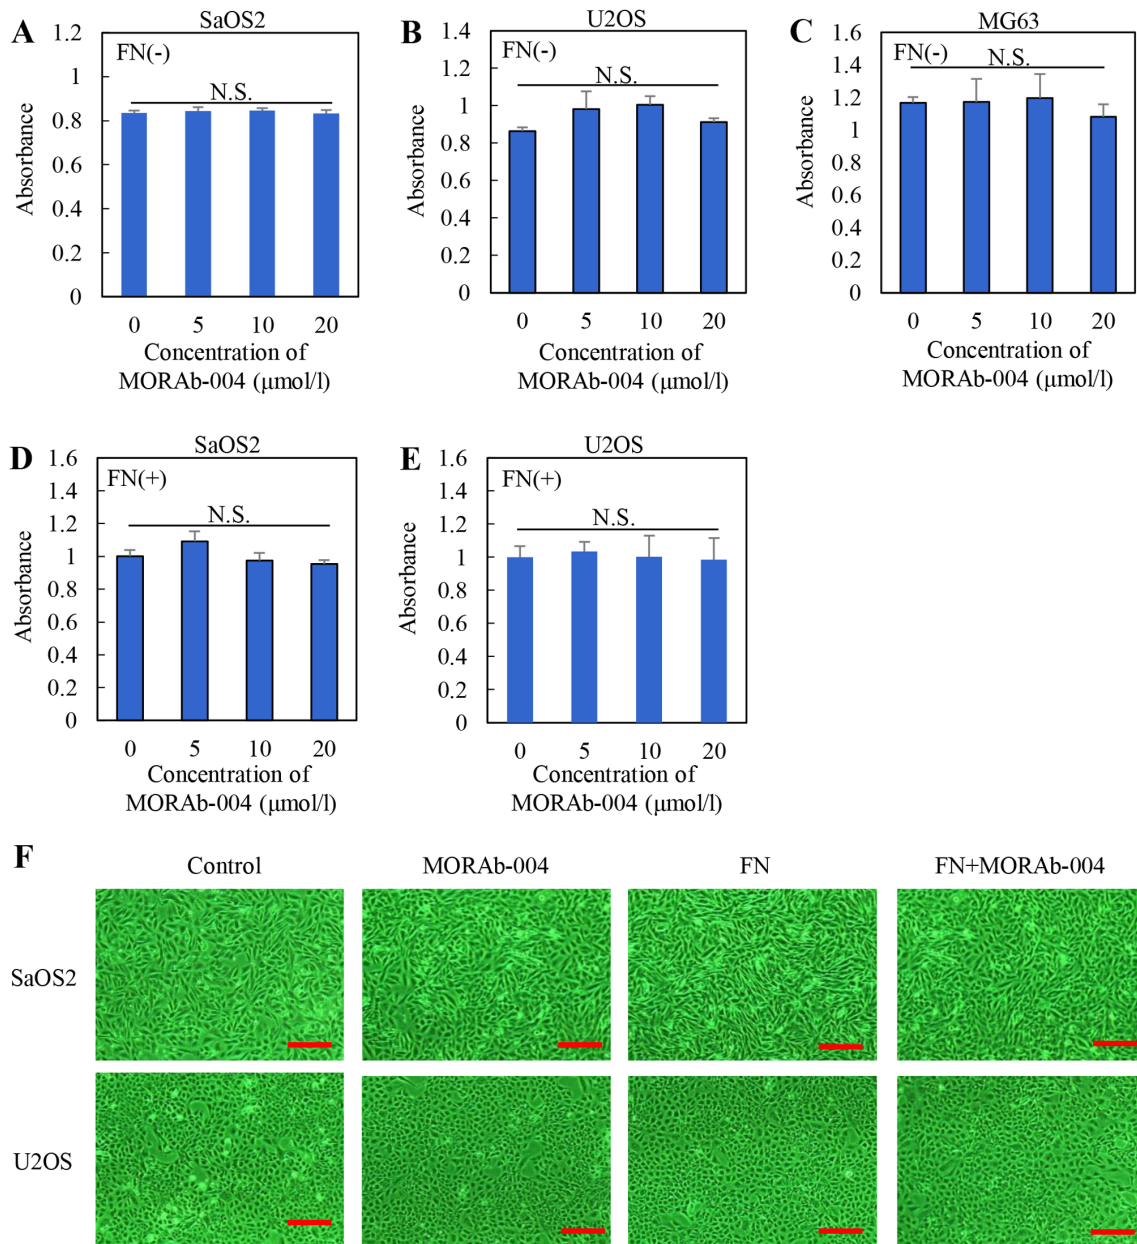 A
SaOS2
1.2
1
0.8
0.6
0.4
0.2
0
FN(-)
N.S.
Absorbance
0 5 10 20
Concentration of
MORAb-004 (μmol/l)
B
U2OS
1.4
1.2
1
0.8
0.6
0.4
0.2
0
FN(-)
N.S.
Absorbance
0 5 10 20
Concentration of
MORAb-004 (μmol/l)
C
MG63
1.6
1.4
1.2
1
0.8
0.6
0.4
0.2
0
FN(-)
N.S.
Absorbance
0 5 10 20
Concentration of
MORAb-004 (μmol/l)
D
SaOS2
1.6
1.4
1.2
1
0.8
0.6
0.4
0.2
0
FN(+)
N.S.
Absorbance
0 5 10 20
Concentration of
MORAb-004 (μmol/l)
E
U2OS
1.6
1.4
1.2
1
0.8
0.6
0.4
0.2
0
FN(+)
N.S.
Absorbance
0 5 10 20
Concentration of
MORAb-004 (μmol/l)
F
Control MORAb-004 FN FN+MORAb-004
SaOS2
U2OS